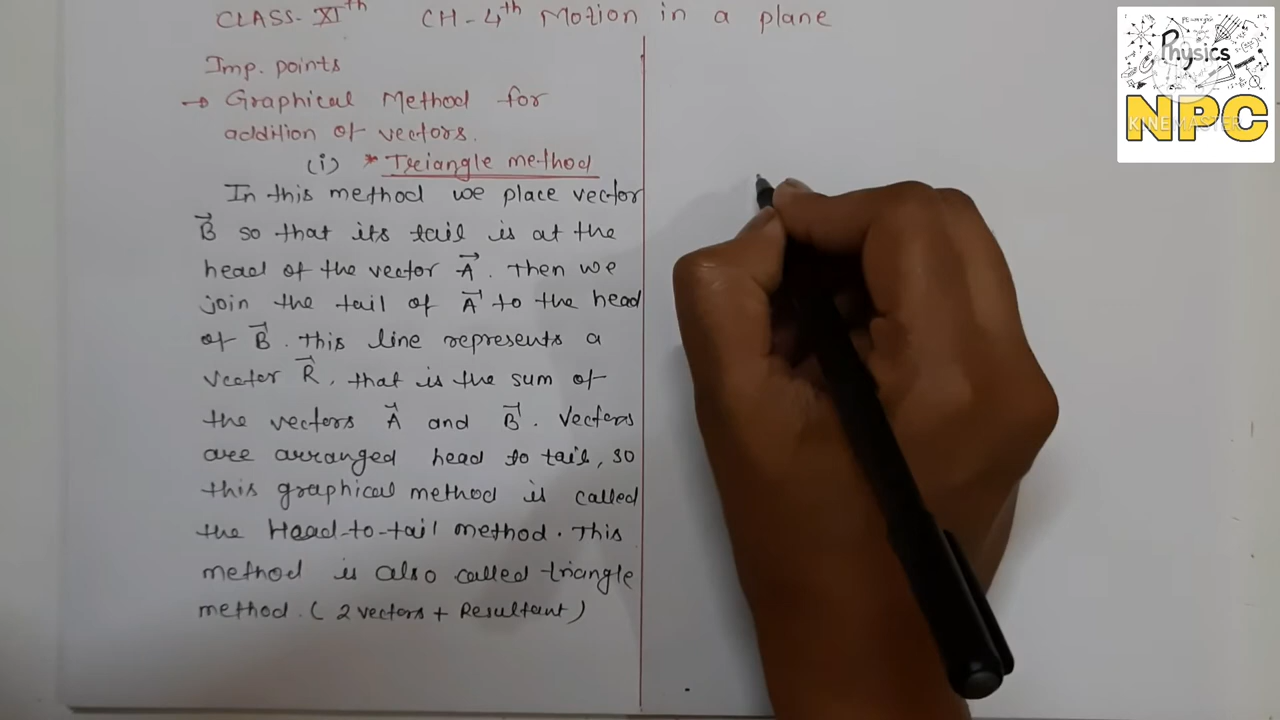 CLASS-XIth CH-4th Motion in a plane
Imp. points
→ Graphical Method for
addition of vectors.
(i) * Triangle method
In this method we place vector
B⃗ so that its tail is at the
head of the vector A⃗. Then we
join the tail of A⃗ to the head
of B⃗. This line represents a
vector R⃗, that is the sum of
the vectors A⃗ and B⃗. Vectors
are arranged head to tail, so
this graphical method is called
the Head-to-tail method. This
method is also called triangle
method. (2 vectors + Resultant)
Physics
NPC
KINEMASTER